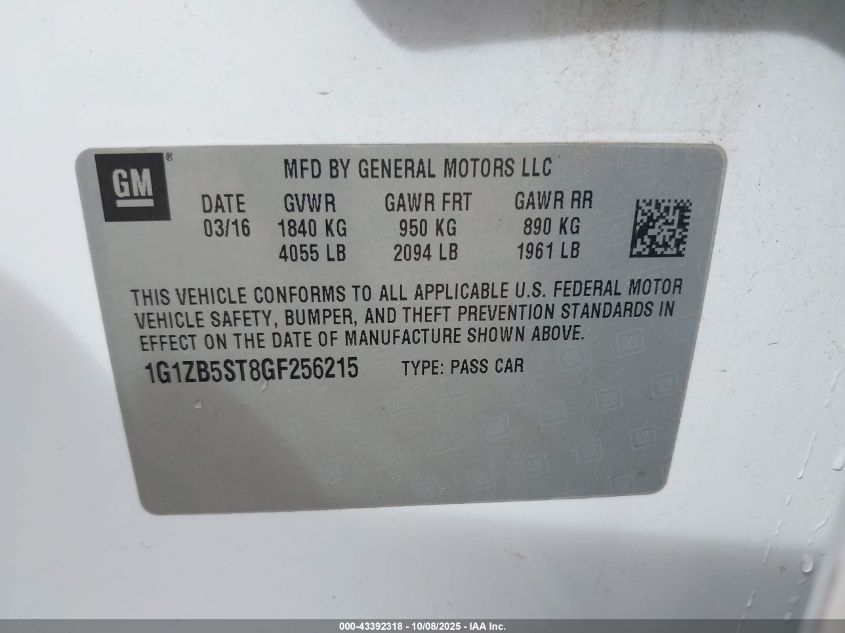 GM®
MFD BY GENERAL MOTORS LLC
DATE GVWR GAWR FRT GAWR RR
03/16 1840 KG 950 KG 890 KG
4055 LB 2094 LB 1961 LB
THIS VEHICLE CONFORMS TO ALL APPLICABLE U.S. FEDERAL MOTOR
VEHICLE SAFETY, BUMPER, AND THEFT PREVENTION STANDARDS IN
EFFECT ON THE DATE OF MANUFACTURE SHOWN ABOVE.
1G1ZB5ST8GF256215 TYPE: PASS CAR
000-43392318 - 10/08/2025 - IAA Inc.